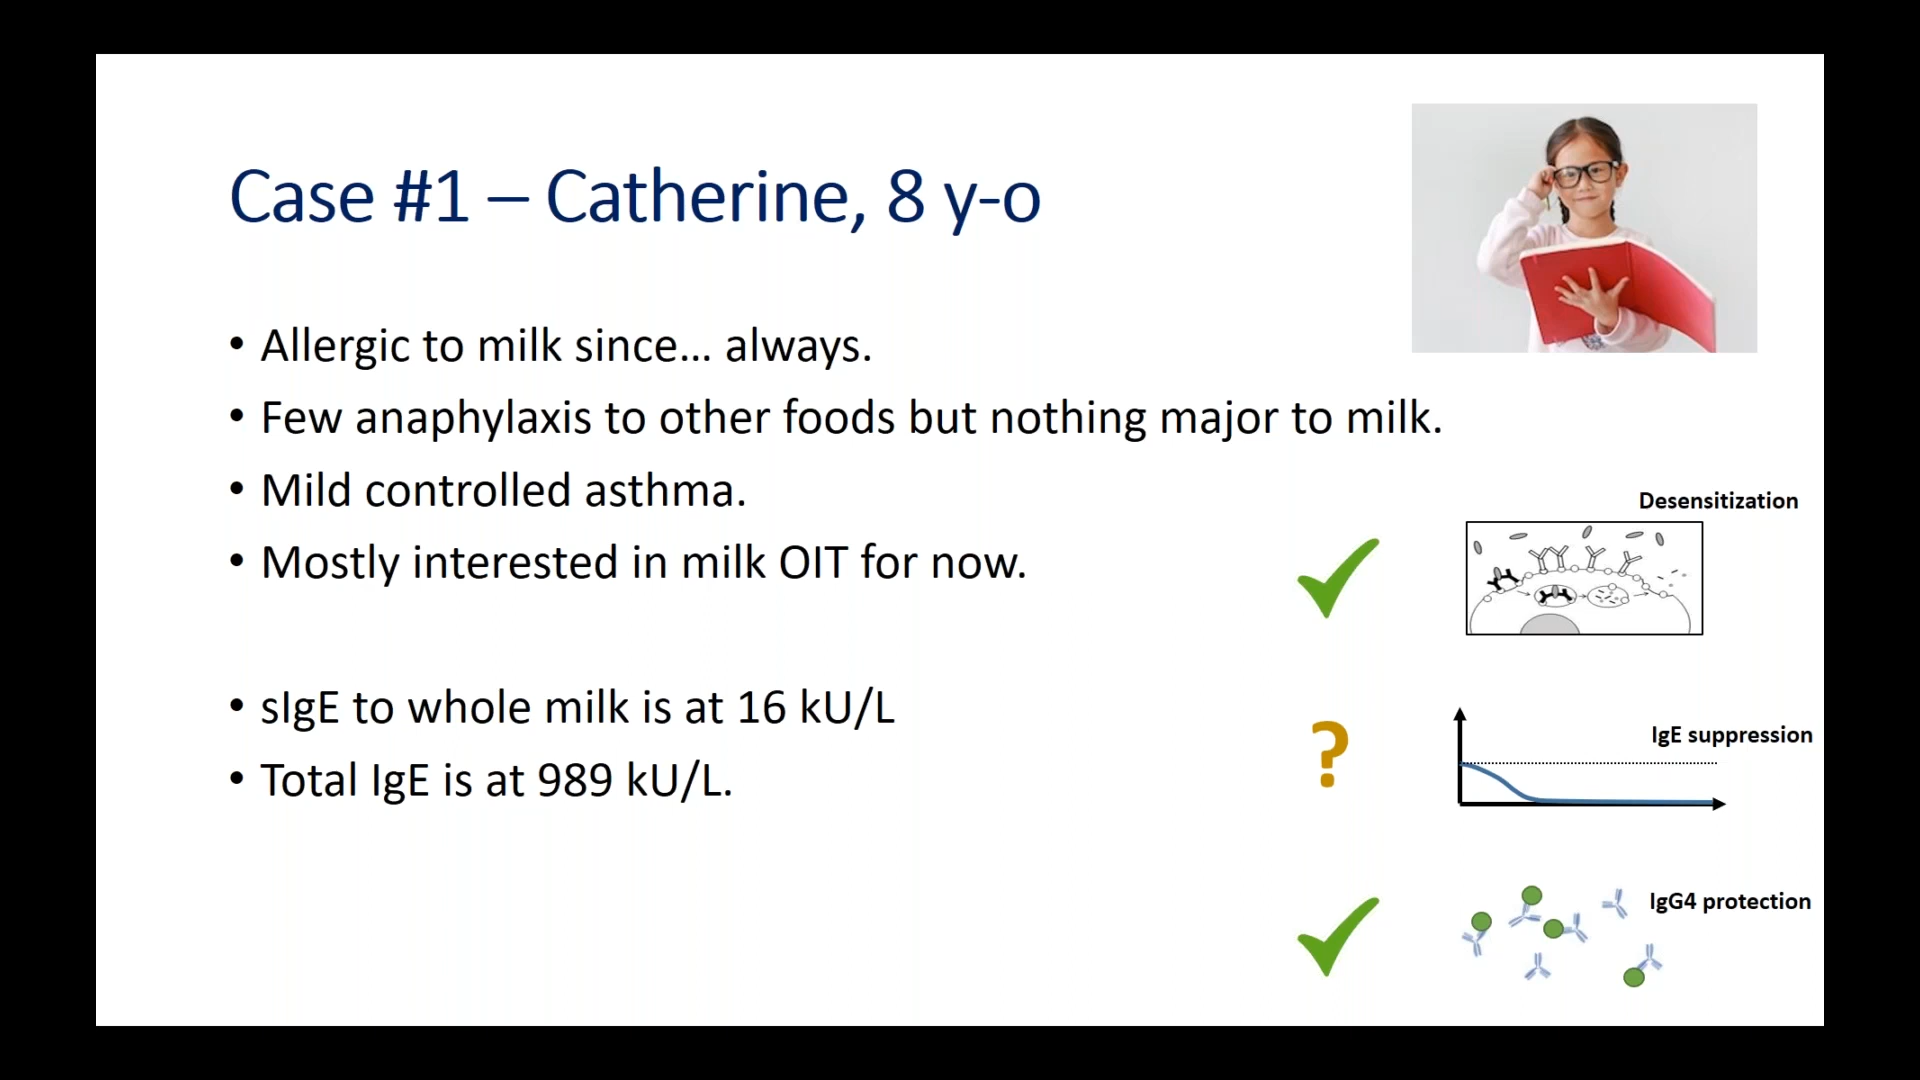 Case #1 – Catherine, 8 y-o
• Allergic to milk since… always.
• Few anaphylaxis to other foods but nothing major to milk.
• Mild controlled asthma.
• Mostly interested in milk OIT for now.
• sIgE to whole milk is at 16 kU/L
• Total IgE is at 989 kU/L.
Desensitization
?
IgE suppression
IgG4 protection